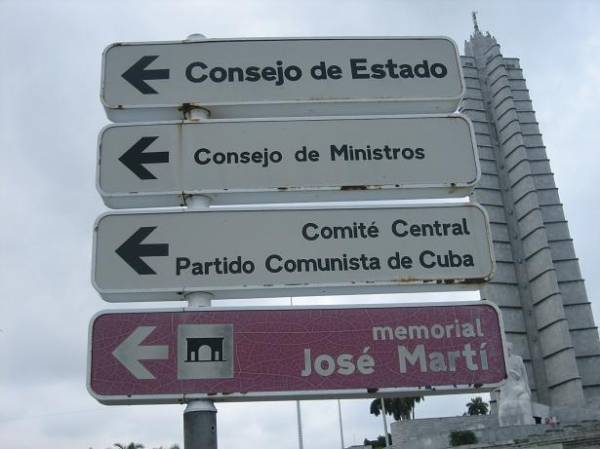 Consejo de Estado
Consejo de Ministros
Comité Central
Partido Comunista de Cuba
memorial
José Martí